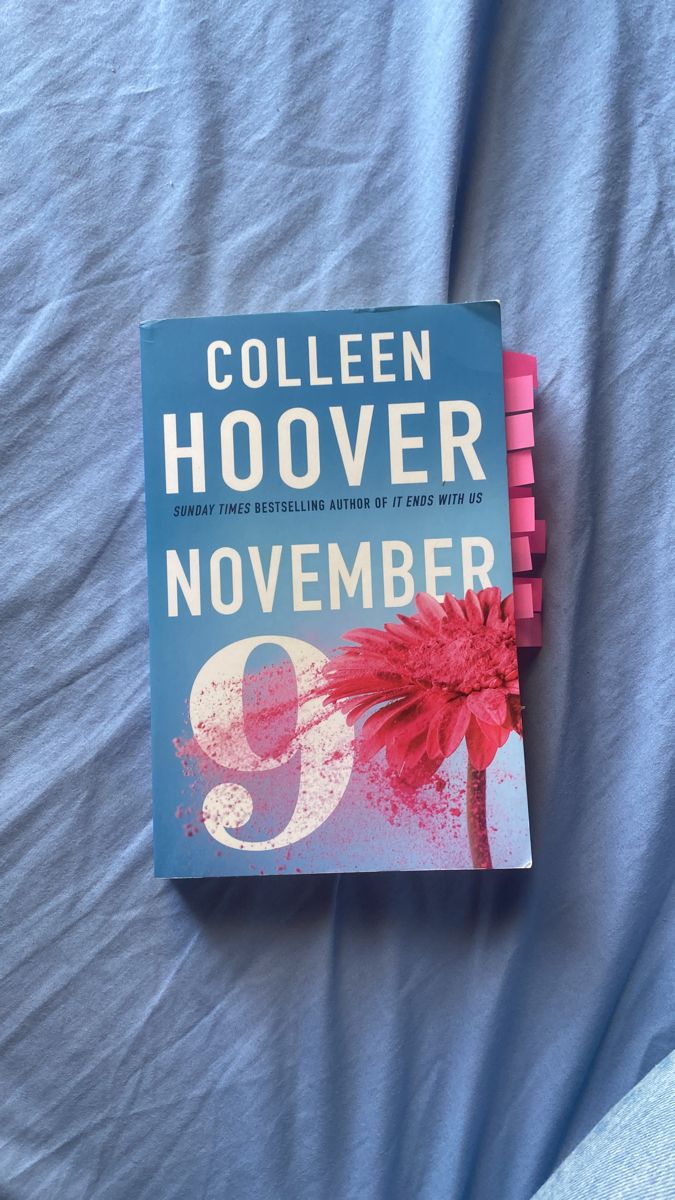 COLLEEN
HOOVER
SUNDAY TIMES BESTSELLING AUTHOR OF IT ENDS WITH US
NOVEMBER
9